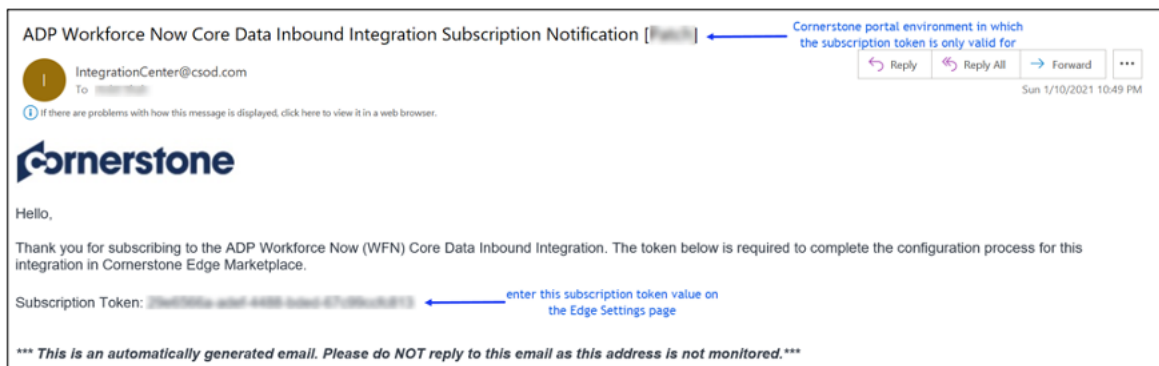 ADP Workforce Now Core Data Inbound Integration Subscription Notification [ ]
Cornerstone portal environment in which
the subscription token is only valid for
I
IntegrationCenter@csod.com
To
Reply
Reply All
Forward
Sun 1/10/2021 10:49 PM
If there are problems with how this message is displayed, click here to view it in a web browser.
cornerstone
Hello,
Thank you for subscribing to the ADP Workforce Now (WFN) Core Data Inbound Integration. The token below is required to complete the configuration process for this
integration in Cornerstone Edge Marketplace.
Subscription Token:
enter this subscription token value on
the Edge Settings page
*** This is an automatically generated email. Please do NOT reply to this email as this address is not monitored.***